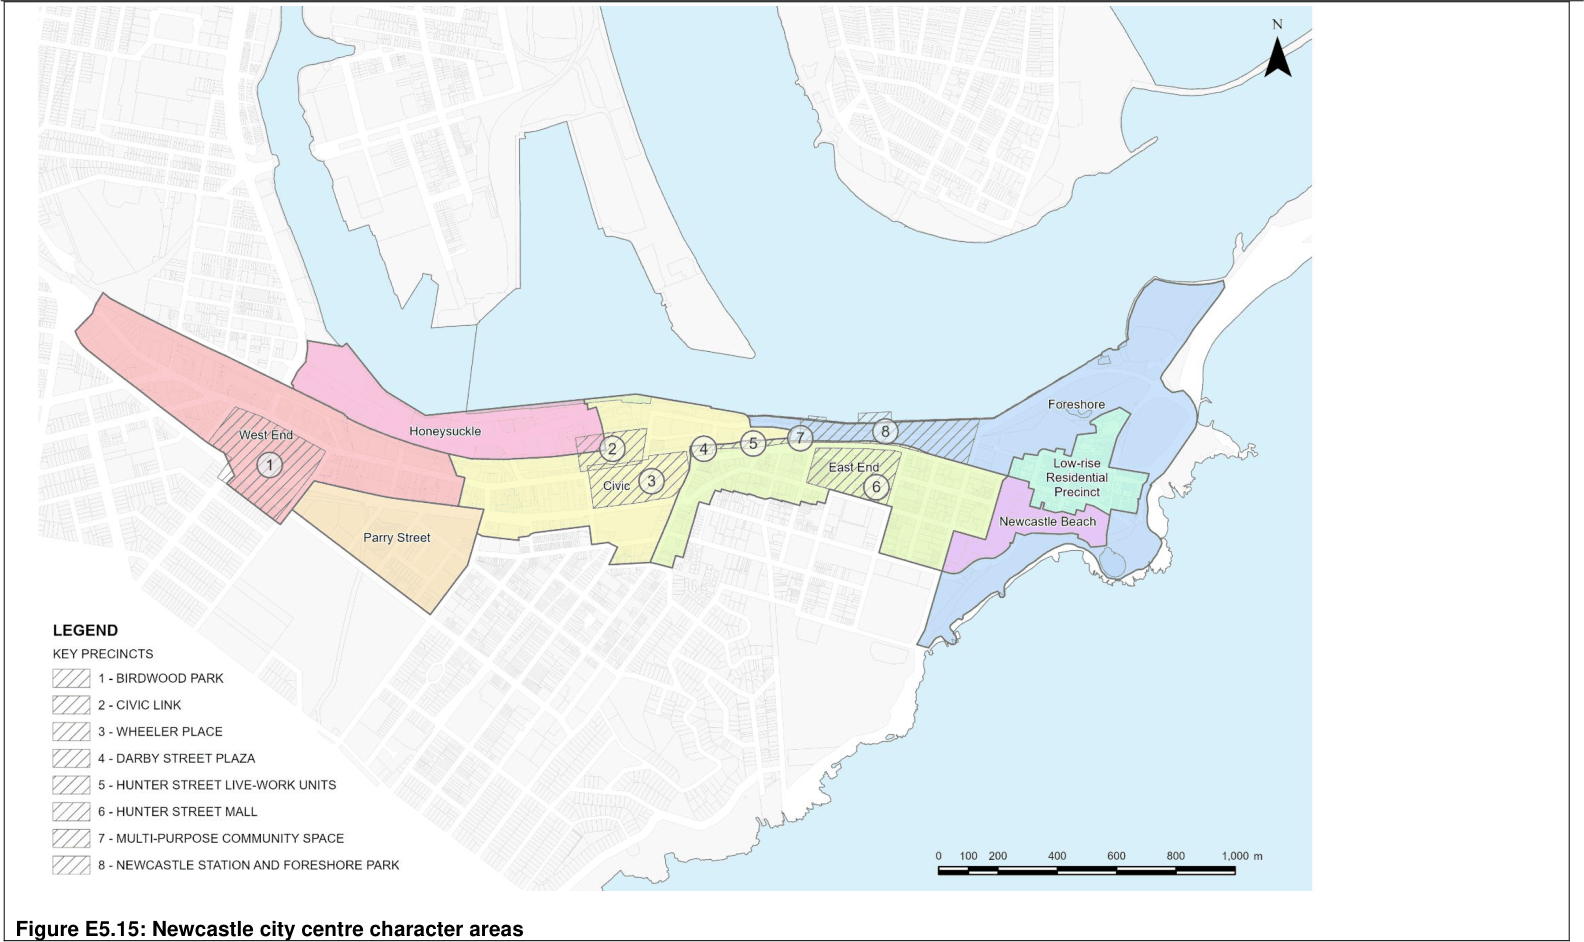 N
Foreshore
Honeysuckle
West End
1
2
4
5
7
8
Civic
3
East End
6
Low-rise
Residential
Precinct
Newcastle Beach
Parry Street
LEGEND
KEY PRECINCTS
1 - BIRDWOOD PARK
2 - CIVIC LINK
3 - WHEELER PLACE
4 - DARBY STREET PLAZA
5 - HUNTER STREET LIVE-WORK UNITS
6 - HUNTER STREET MALL
7 - MULTI-PURPOSE COMMUNITY SPACE
8 - NEWCASTLE STATION AND FORESHORE PARK
0 100 200 400 600 800 1,000 m
Figure E5.15: Newcastle city centre character areas